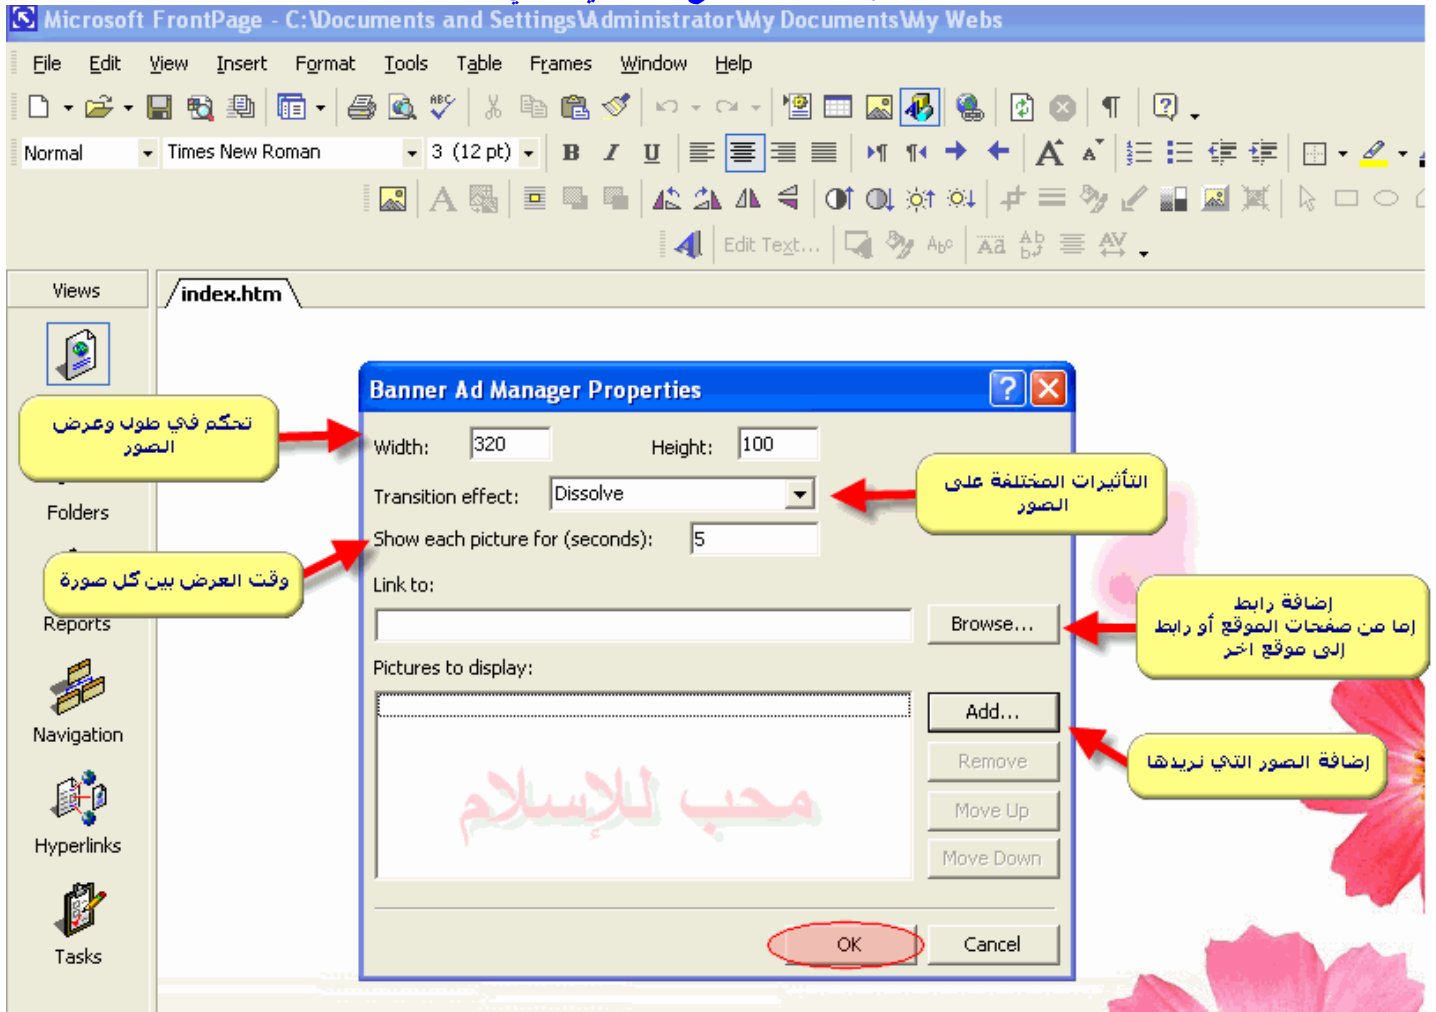 Microsoft FrontPage - C:\Documents and Settings\Administrator\My Documents\My Webs
File Edit View Insert Format Tools Table Frames Window Help
Normal Times New Roman 3 (12 pt) B I U
Edit Text...
Views
index.htm
Banner Ad Manager Properties
تحكم في طول وعرض
الصور
Width: 320 Height: 100
التأثيرات المختلفة على
الصور
Transition effect: Dissolve
Folders
Show each picture for (seconds): 5
وقت العرض بين كل صورة
Link to:
إضافة رابط
إما من صفحات الموقع أو رابط
إلى موقع اخر
Reports
Browse...
Pictures to display:
Add...
Navigation
إضافة الصور التي نريدها
Remove
محب للإسلام
Move Up
Hyperlinks
Move Down
OK Cancel
Tasks